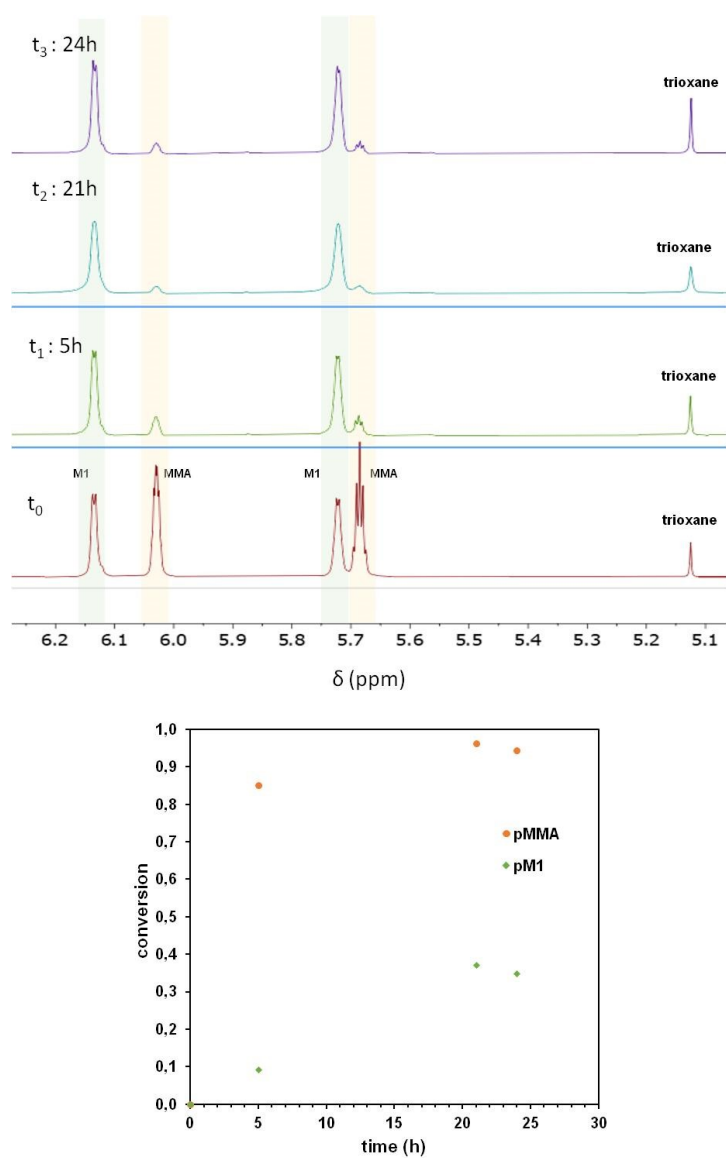 t3 : 24h
trioxane
t2 : 21h
trioxane
t1 : 5h
trioxane
M1 MMA M1 MMA
t0
trioxane
6.2 6.1 6.0 5.9 5.8 5.7 5.6 5.5 5.4 5.3 5.2 5.1
δ (ppm)
1,0
0,9
0,8
0,7
pMMA
0,6
pM1
0,5
conversion
0,4
0,3
0,2
0,1
0,0
0 5 10 15 20 25 30
time (h)